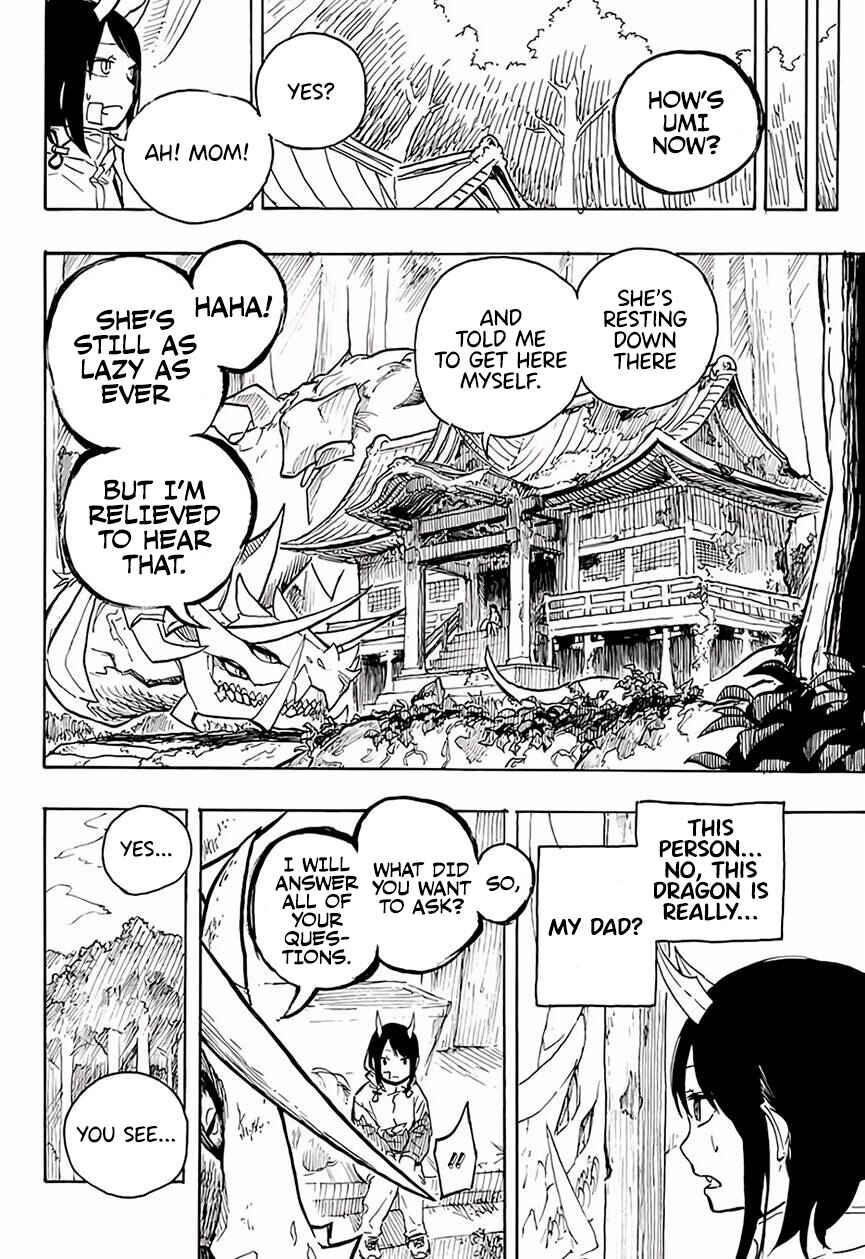 HOW'S
UMI
NOW?
YES?
AH! MOM!
SHE'S
RESTING
DOWN
THERE
AND
TOLD ME
TO GET HERE
MYSELF.
HAHA!
SHE'S
STILL AS
LAZY AS
EVER
BUT I'M
RELIEVED
TO HEAR
THAT.
THIS
PERSON...
NO, THIS
DRAGON IS
REALLY...
MY DAD?
SO,
WHAT DID
YOU WANT
TO ASK?
I WILL
ANSWER
ALL OF
YOUR
QUES-
TIONS.
"
YES...
YOU SEE...